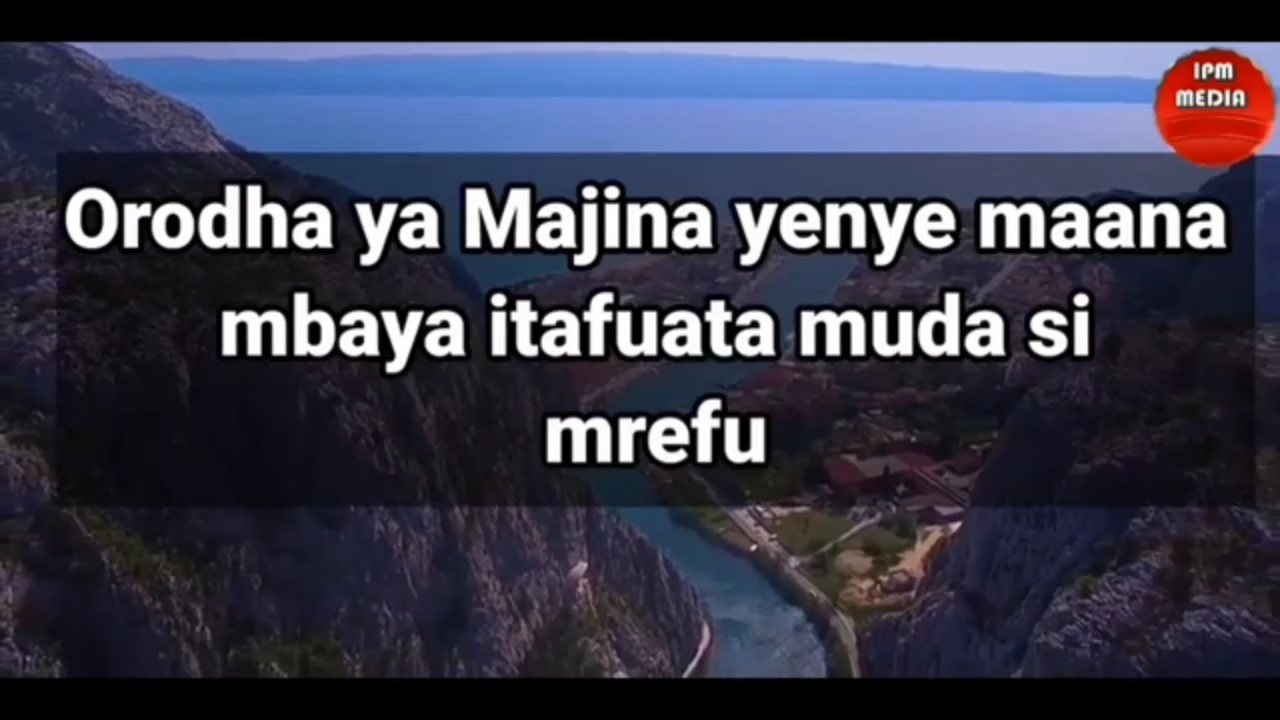 IPM
MEDIA
Orodha ya Majina yenye maana
mbaya itafuata muda si
mrefu